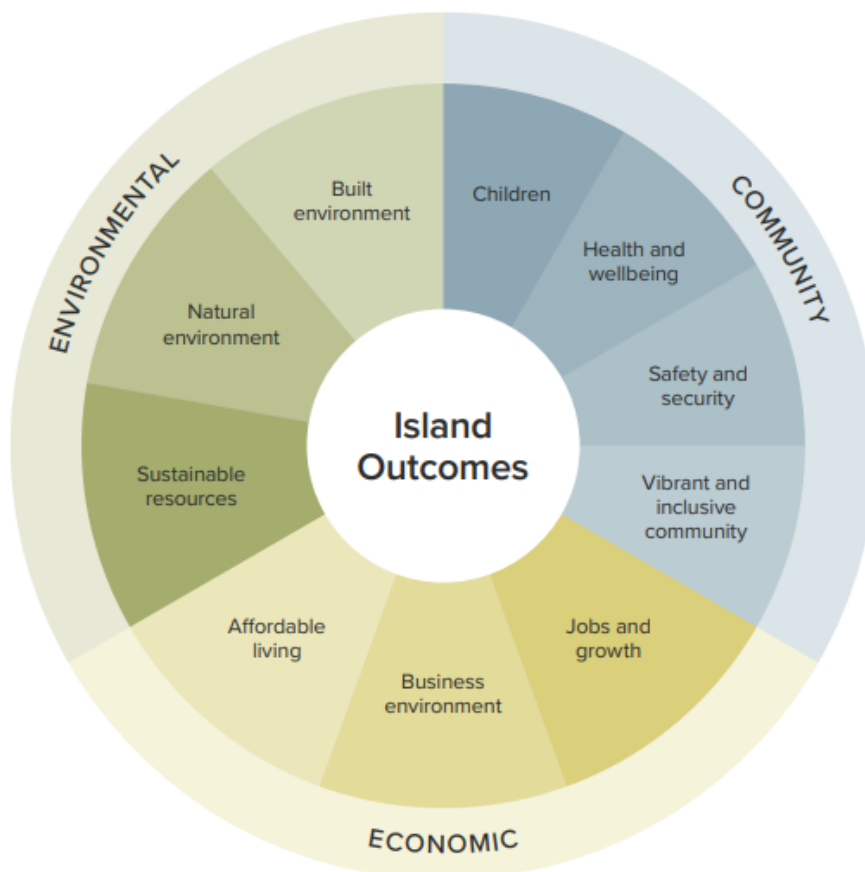 Island
Outcomes
COMMUNITY
Children
Health and
wellbeing
Safety and
security
Vibrant and
inclusive
community
ECONOMIC
Jobs and
growth
Business
environment
Affordable
living
ENVIRONMENTAL
Sustainable
resources
Natural
environment
Built
environment